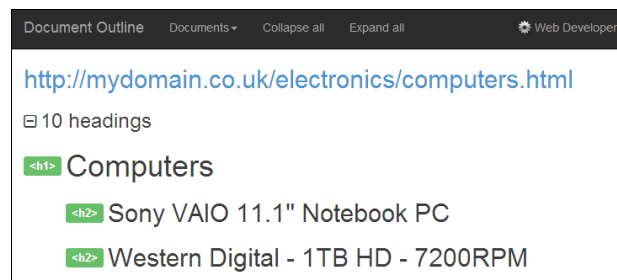 Document Outline Documents Collapse all Expand all Web Developer
http://mydomain.co.uk/electronics/computers.html
10 headings
<h1> Computers
<h2> Sony VAIO 11.1" Notebook PC
<h2> Western Digital - 1TB HD - 7200RPM